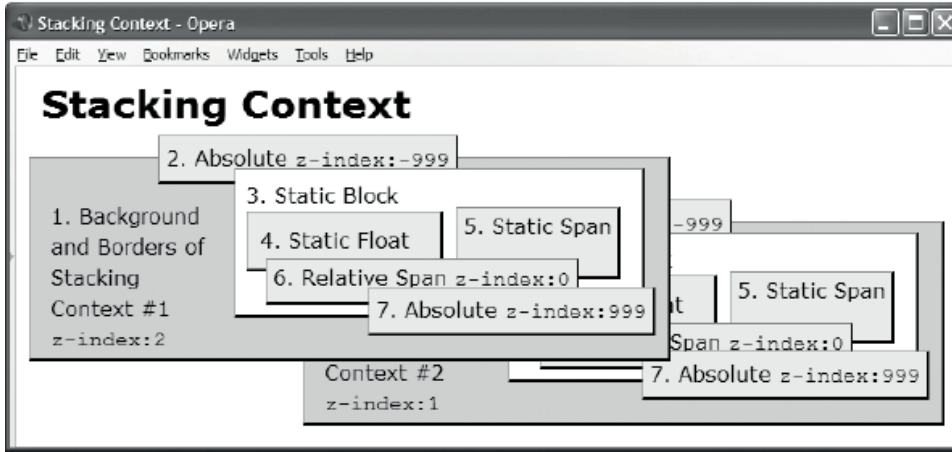 Stacking Context - Opera
File Edit View Bookmarks Widgets Tools Help
Stacking Context
2. Absolute z-index:-999
3. Static Block
1. Background
and Borders of
Stacking
Context #1
z-index:2
4. Static Float
5. Static Span
6. Relative Span z-index:0
7. Absolute z-index:999
-999
5. Static Span
Span z-index:0
7. Absolute z-index:999
Context #2
z-index:1